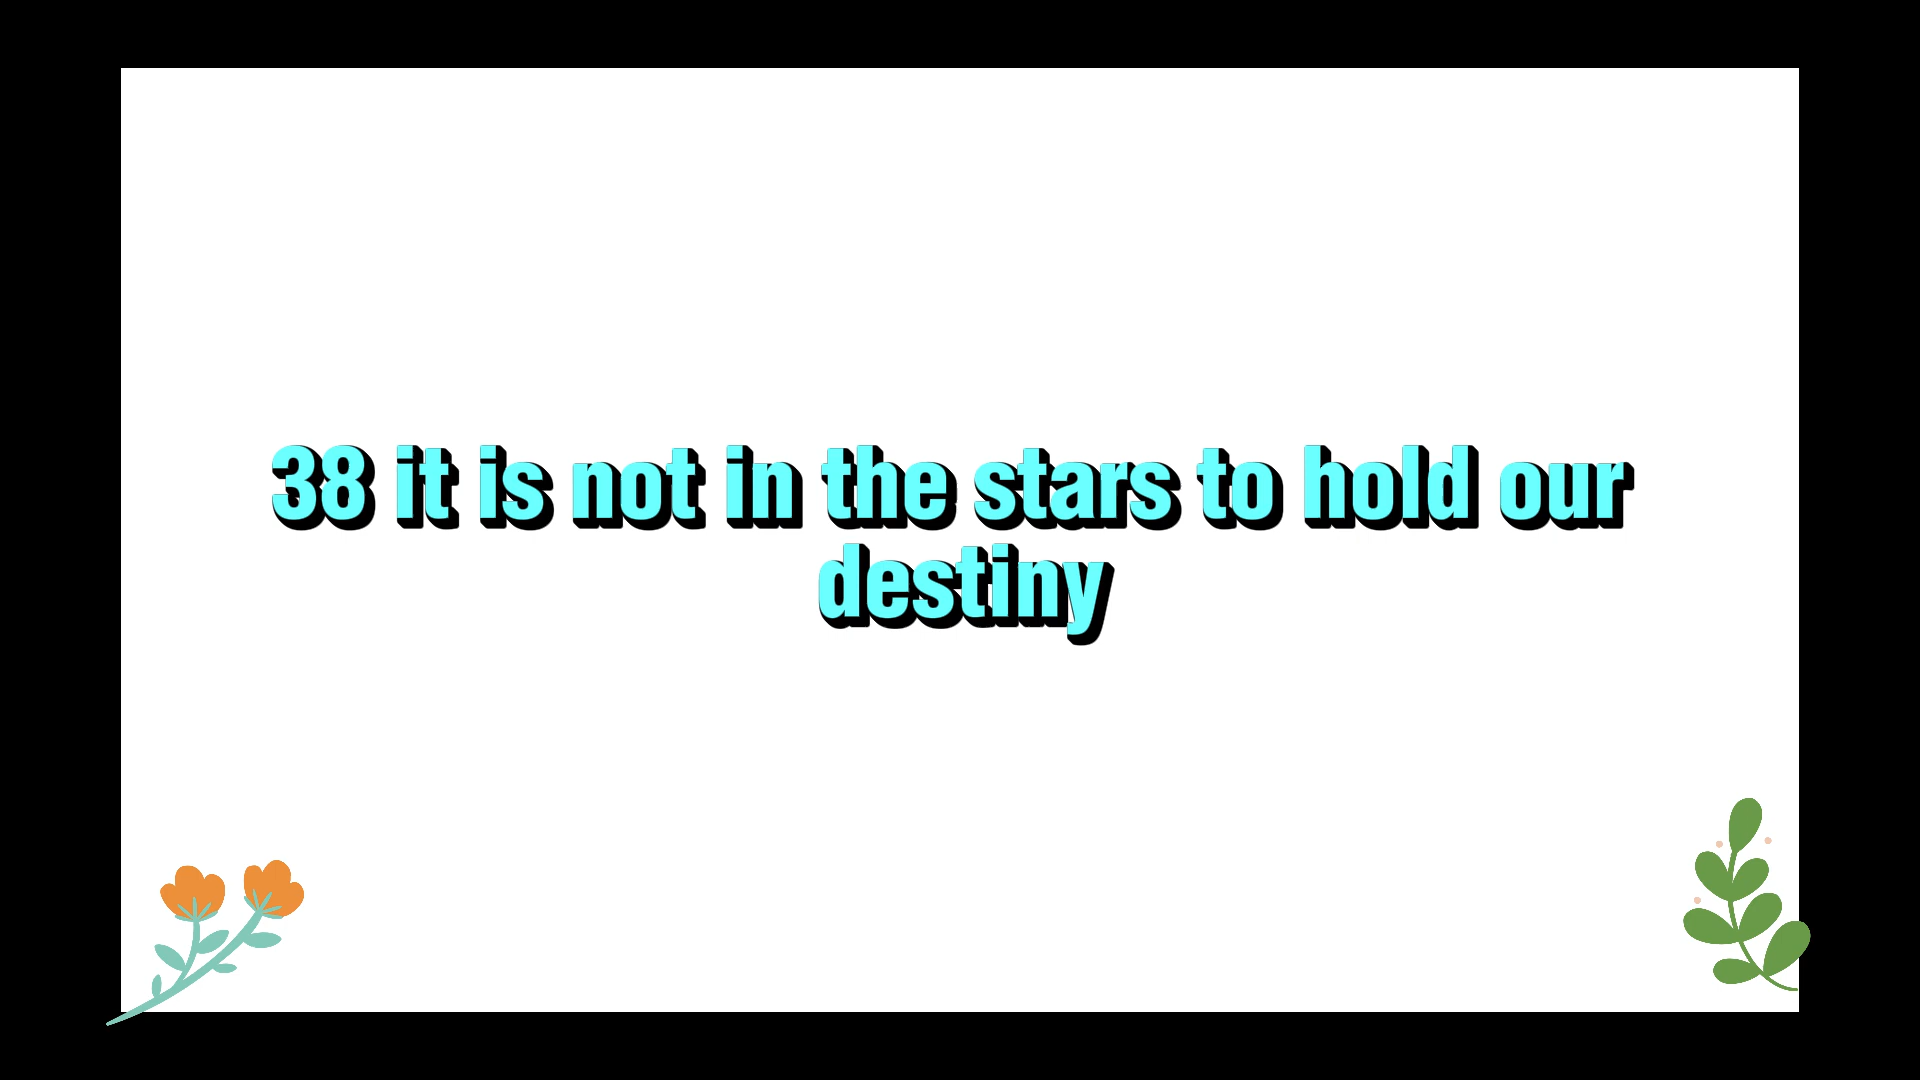 38 it is not in the stars to hold our
destiny